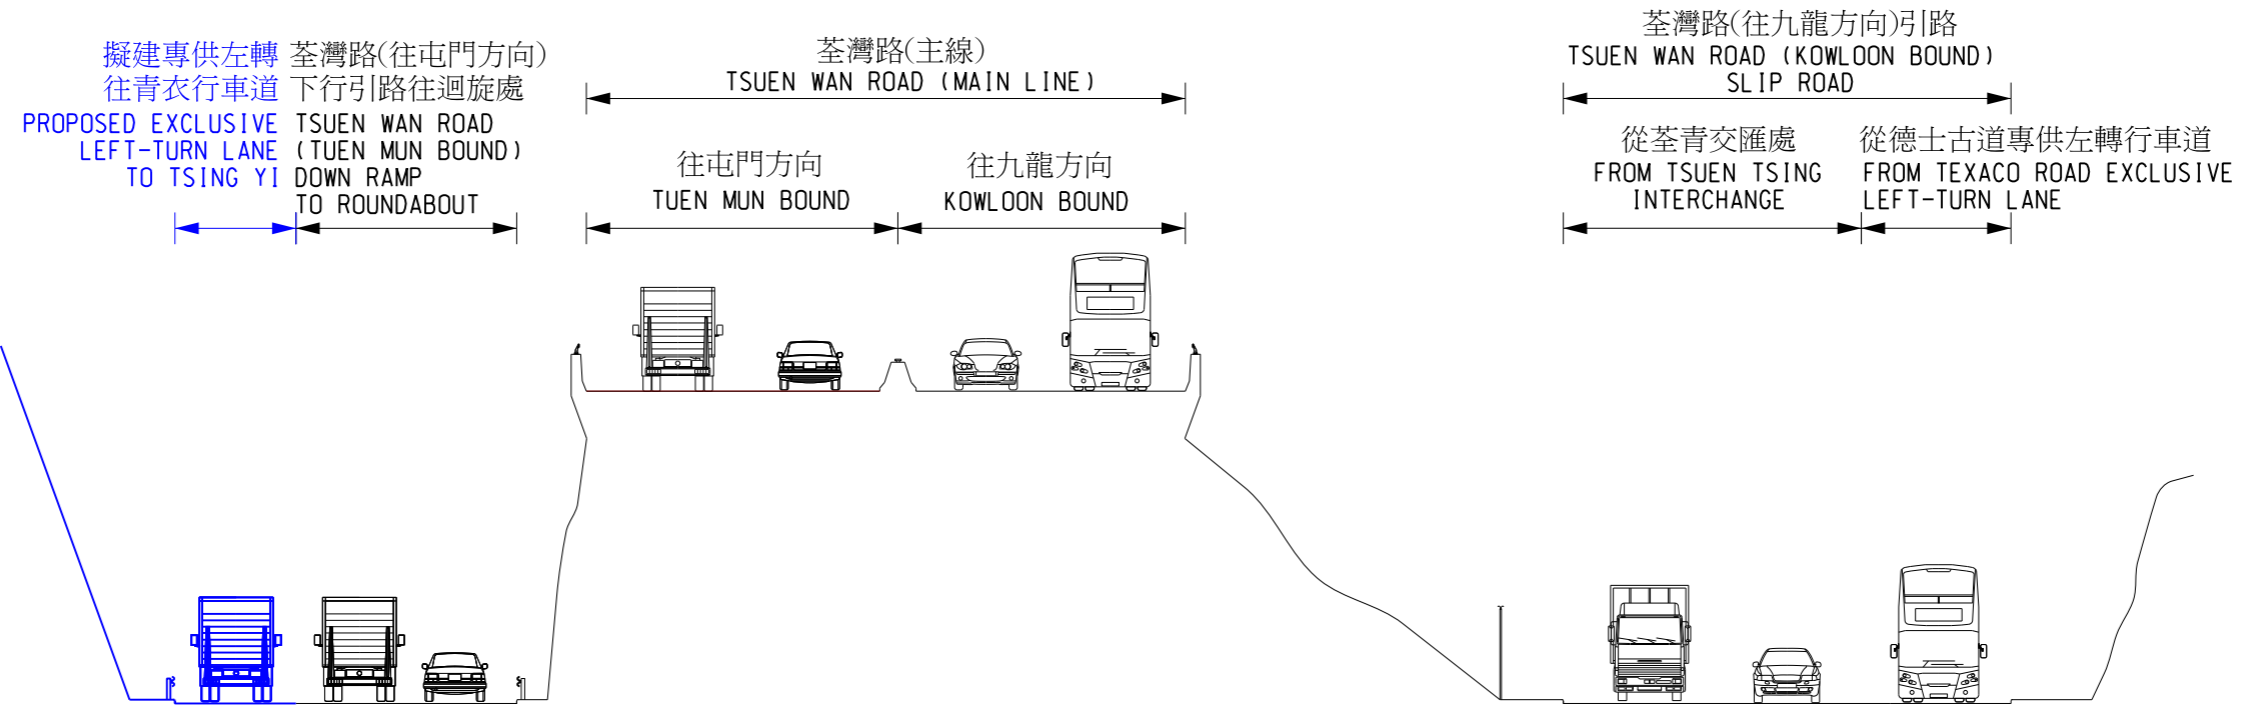 擬建專供左轉
往青衣行車道
PROPOSED EXCLUSIVE
LEFT-TURN LANE
TO TSING YI
荃灣路(往屯門方向)
下行引路往迴旋處
TSUEN WAN ROAD
(TUEN MUN BOUND)
DOWN RAMP
TO ROUNDABOUT
荃灣路(主線)
TSUEN WAN ROAD (MAIN LINE)
往屯門方向
TUEN MUN BOUND
往九龍方向
KOWLOON BOUND
荃灣路(往九龍方向)引路
TSUEN WAN ROAD (KOWLOON BOUND)
SLIP ROAD
從荃青交匯處
FROM TSUEN TSING
INTERCHANGE
從德士古道專供左轉行車道
FROM TEXACO ROAD EXCLUSIVE
LEFT-TURN LANE